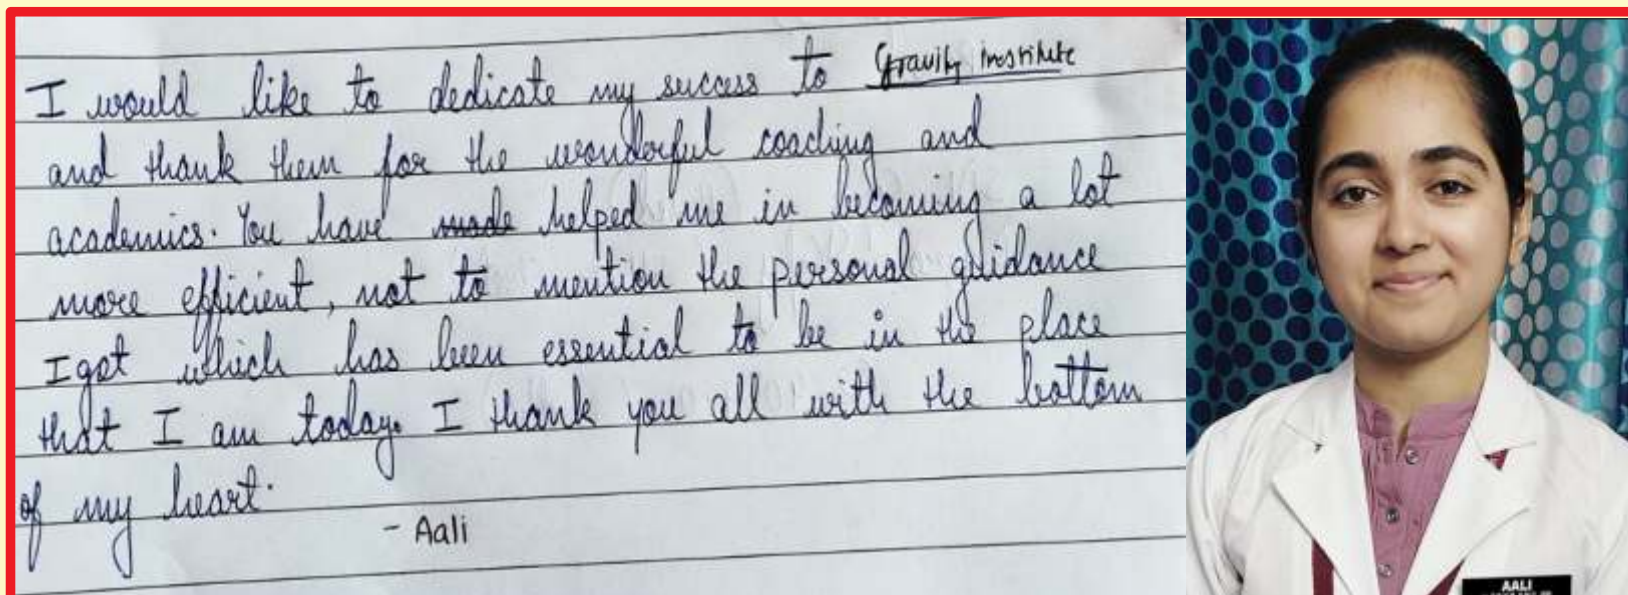 I would like to dedicate my success to Gravity institute
and thank them for the wonderful coaching and
academics. You have made helped me in becoming a lot
more efficient, not to mention the personal guidance
I got which has been essential to be in the place
that I am today. I thank you all with the bottom
of my heart.
- Aali
AALI